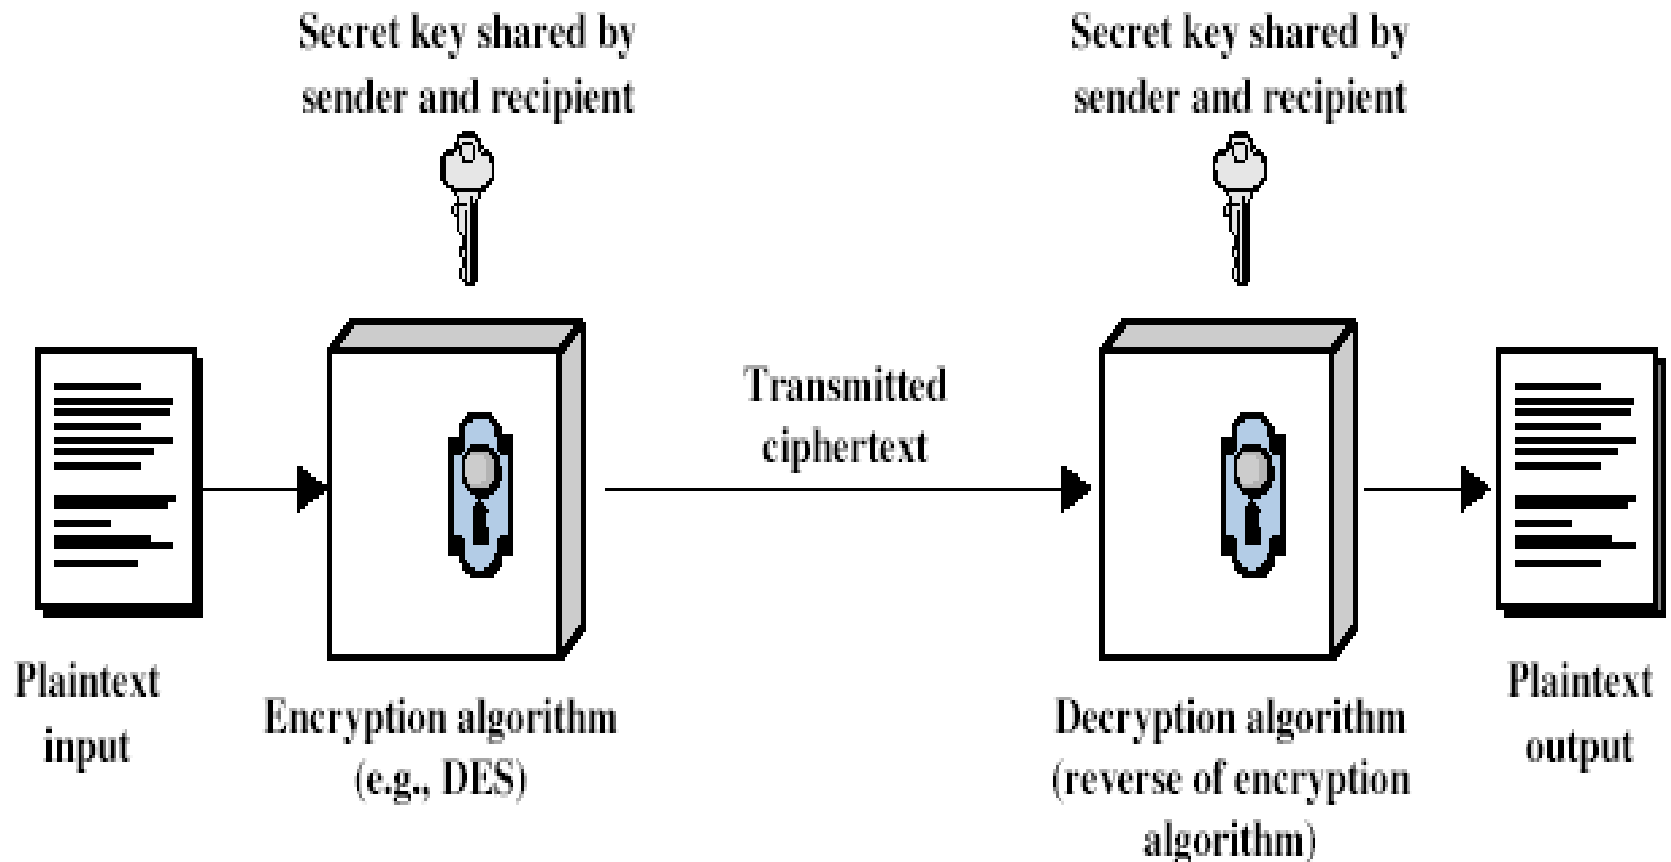 Secret key shared by
sender and recipient
Secret key shared by
sender and recipient
Transmitted
ciphertext
Plaintext
input
Encryption algorithm
(e.g., DES)
Decryption algorithm
(reverse of encryption
algorithm)
Plaintext
output